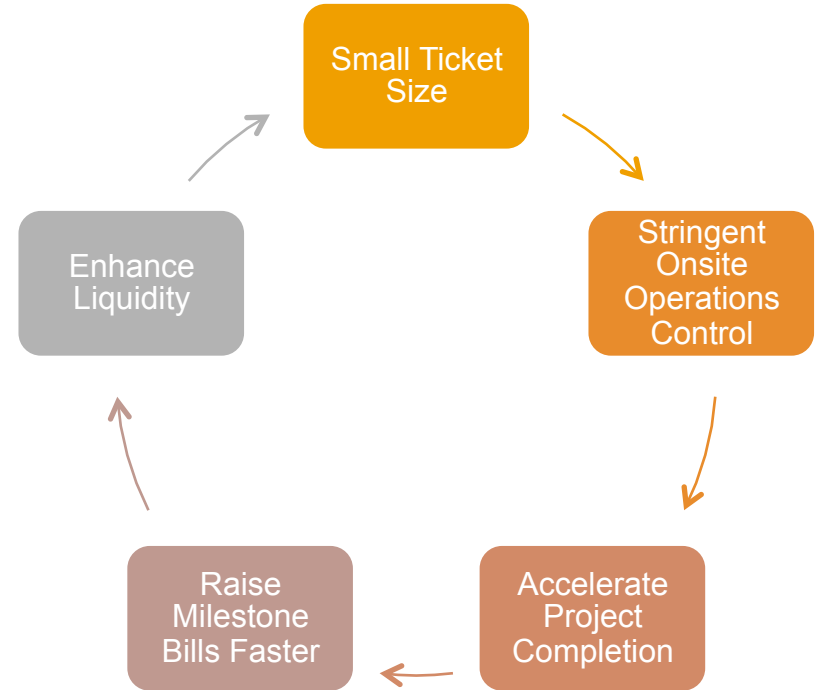 Small Ticket
Size
Stringent
Onsite
Operations
Control
Accelerate
Project
Completion
Raise
Milestone
Bills Faster
Enhance
Liquidity